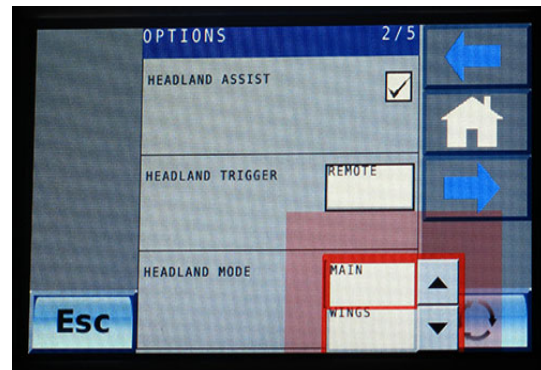 OPTIONS 2/5
HEADLAND ASSIST
HEADLAND TRIGGER REMOTE
HEADLAND MODE MAIN
WINGS
Esc